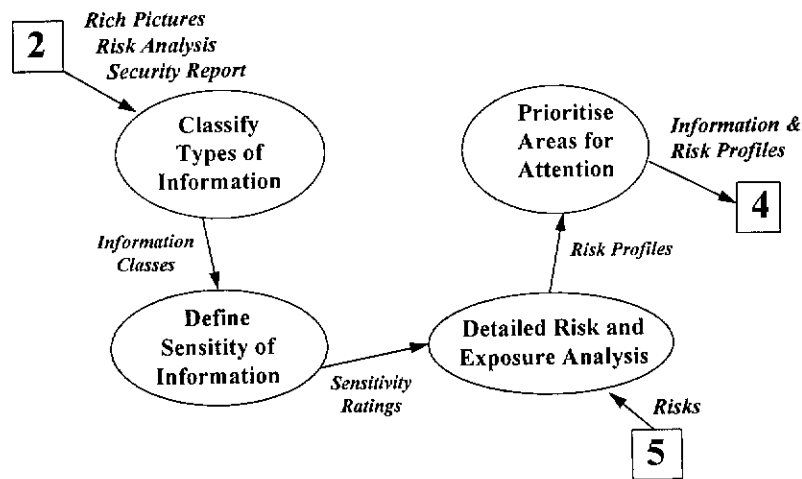 2
Rich Pictures
Risk Analysis
Security Report
Classify
Types of
Information
Information
Classes
Define
Sensitity of
Information
Sensitivity
Ratings
Detailed Risk and
Exposure Analysis
Risks
5
Risk Profiles
Prioritise
Areas for
Attention
Information &
Risk Profiles
4